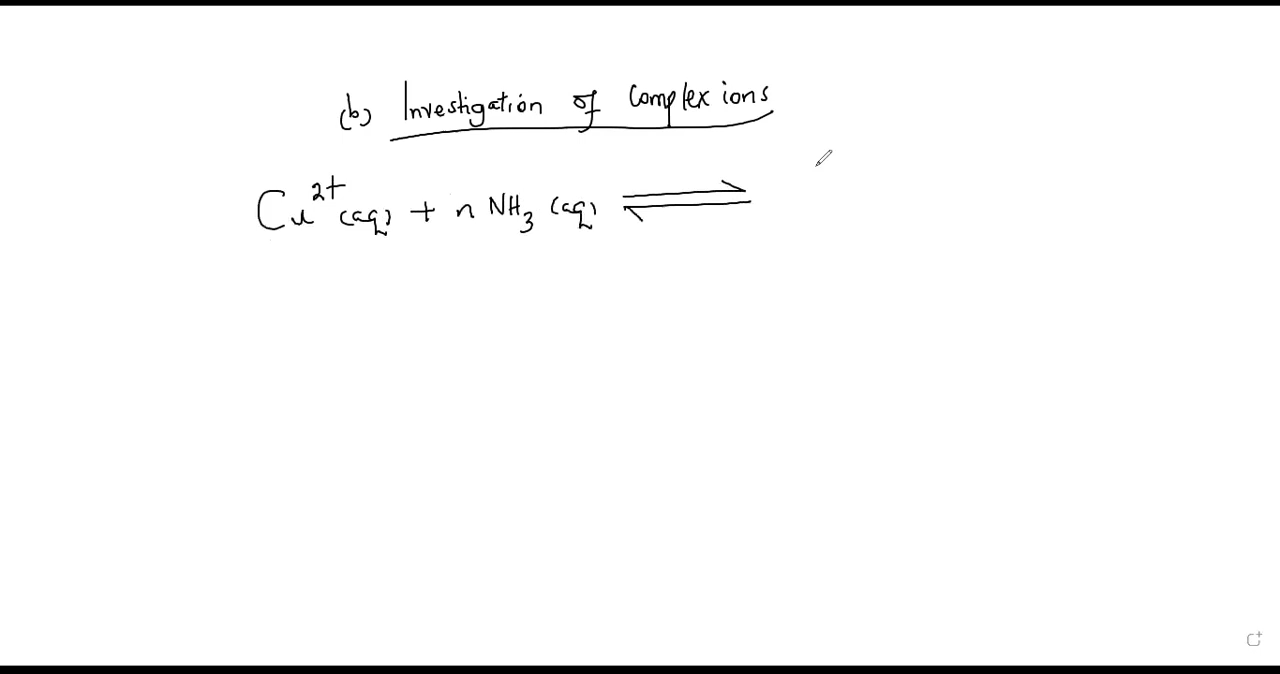 (b) Investigation of Complex ions
Cu²⁺(aq) + n NH₃ (aq) ⇌